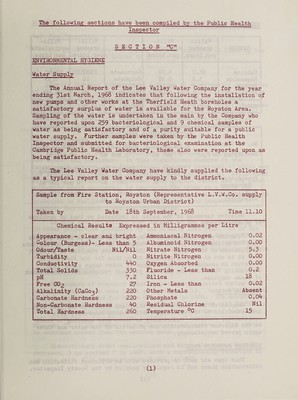 The following sections have been compiled by the Public Health
Inspector
S E C T I O N "C"
ENVIRONMENTAL HYGIENE
Water Supply
The Annual Report of the Lee Valley Water Company for the year
ending 31st March, 1968 indicates that following the installation of
new pumps and other works at the Therfield Heath boreholes a
satisfactory surplus of water is available for the Royston Area.
Sampling of the water is undertaken in the main by the Company who
have reported upon 259 bacteriological and 9 chemical samples of
water as being satisfactory and of a purity suitable for a public
water supply. Further samples were taken by the Public Health
Inspector and submitted for bacteriological examination at the
Cambridge Public Health Laboratory, these also were reported upon as
being satisfactory.
The Lee Valley Water Company have kindly supplied the following
as a typical report on the water supply to the district.
Sample from Fire Station, Royston (Representative L.V.W.Co. supply
to Royston Urban District)
Taken by Date 18th September, 1968 Time 11.10
Chemical Results Expressed in Milligrammes per Litre
Appearance - clear and bright Ammoniacal Nitrogen 0.02
Colour (Burgess)- Less than 5 Albuminoid Nitrogen 0.00
Odour/Taste Nil/Nil Nitrate Nitrogen 5.3
Turbidity 0 Nitrite Nitrogen 0.00
Conductivity 440 Oxygen Absorbed 0.00
Total Solids 330 Fluoride - Less than 0.2
pH 7.2 Silica 18
Free CO2 27 Iron - Less than 0.02
Alkalinity (CaCo3) 220 Other Metals Absent
Carbonate Hardness 220 Phosphate 0.04
Non-Carbonate Hardness 40 Residual Chlorine Nil
Total Hardness 260 Temperature °C 15
(1)